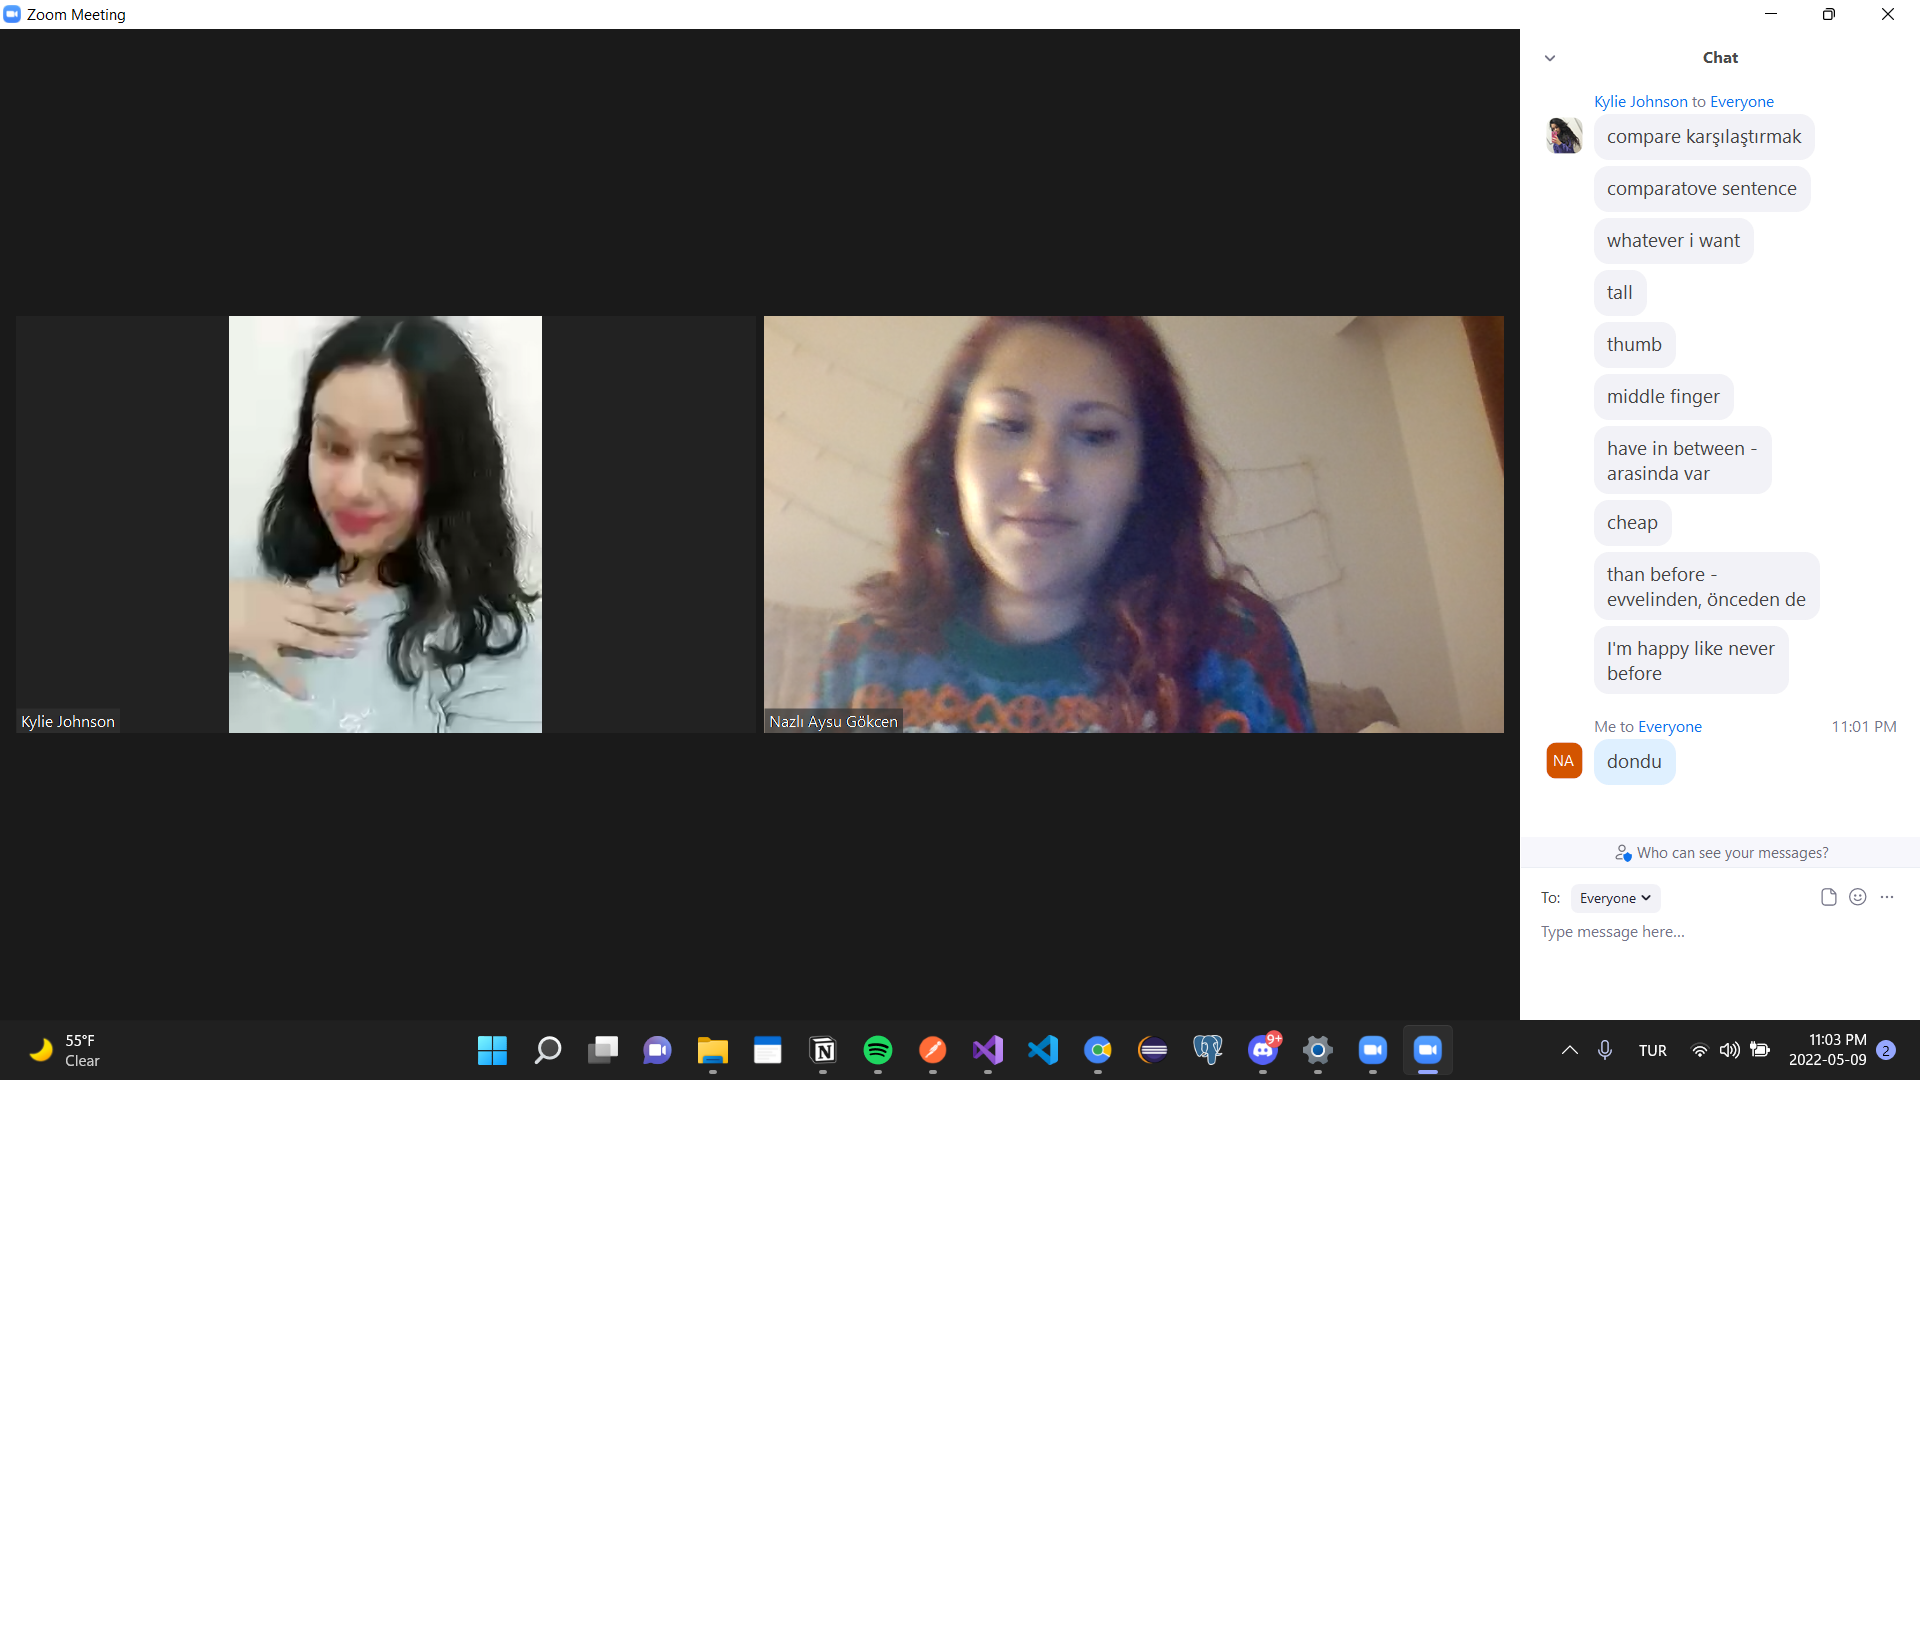 Zoom Meeting
Kylie Johnson
Nazlı Aysu Gökcen
Chat
Kylie Johnson to Everyone
compare karşılaştırmak
comparatove sentence
whatever i want
tall
thumb
middle finger
have in between -
arasinda var
cheap
than before -
evvelinden, önceden de
I'm happy like never
before
Me to Everyone 11:01 PM
NA
dondu
Who can see your messages?
To: Everyone
Type message here...
55°F
Clear
9+
TUR
11:03 PM
2022-05-09
2